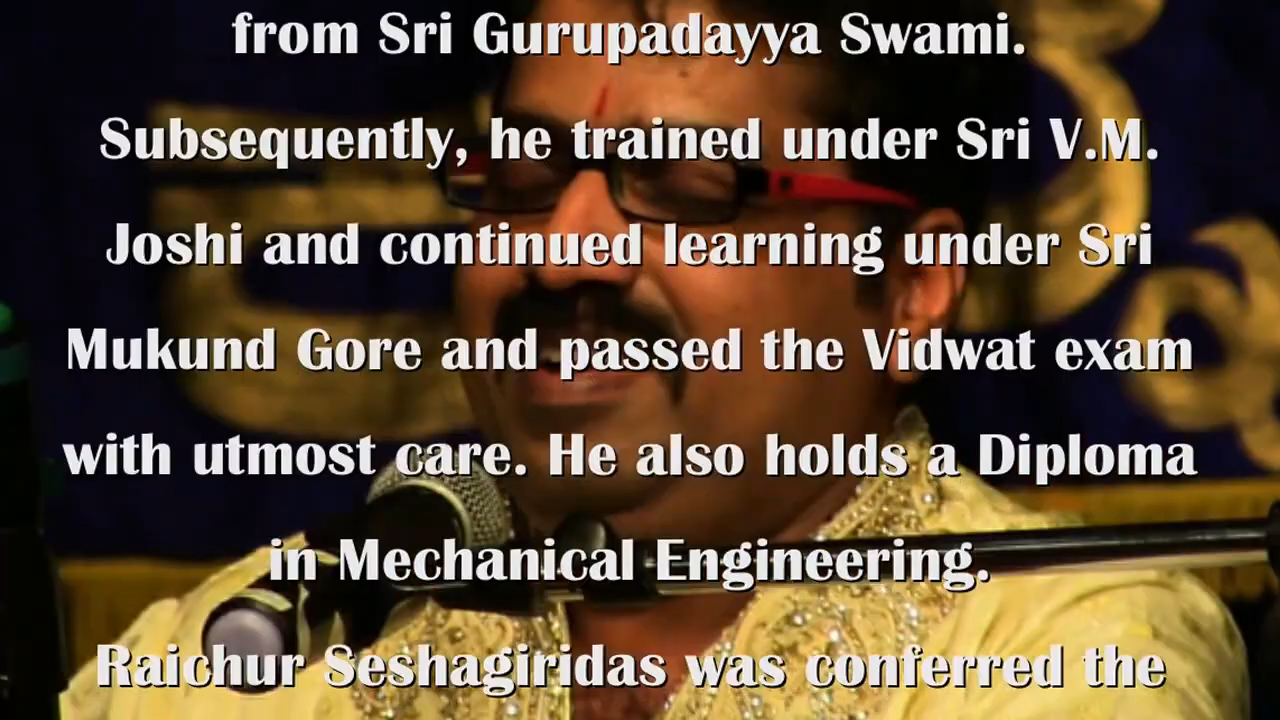 from Sri Gurupadayya Swami.
Subsequently, he trained under Sri V.M.
Joshi and continued learning under Sri
Mukund Gore and passed the Vidwat exam
with utmost care. He also holds a Diploma
in Mechanical Engineering.
Raichur Seshagiridas was conferred the